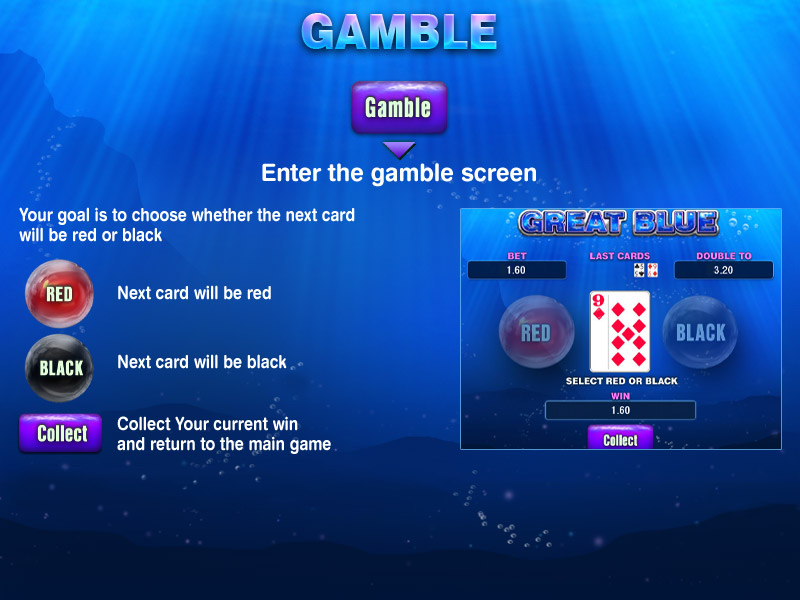 GAMBLE
Gamble
Enter the gamble screen
Your goal is to choose whether the next card
will be red or black
RED
Next card will be red
BLACK
Next card will be black
Collect
Collect Your current win
and return to the main game
GREAT BLUE
BET
LAST CARDS
DOUBLE TO
1.60
3.20
9
RED
BLACK
SELECT RED OR BLACK
WIN
1.60
Collect